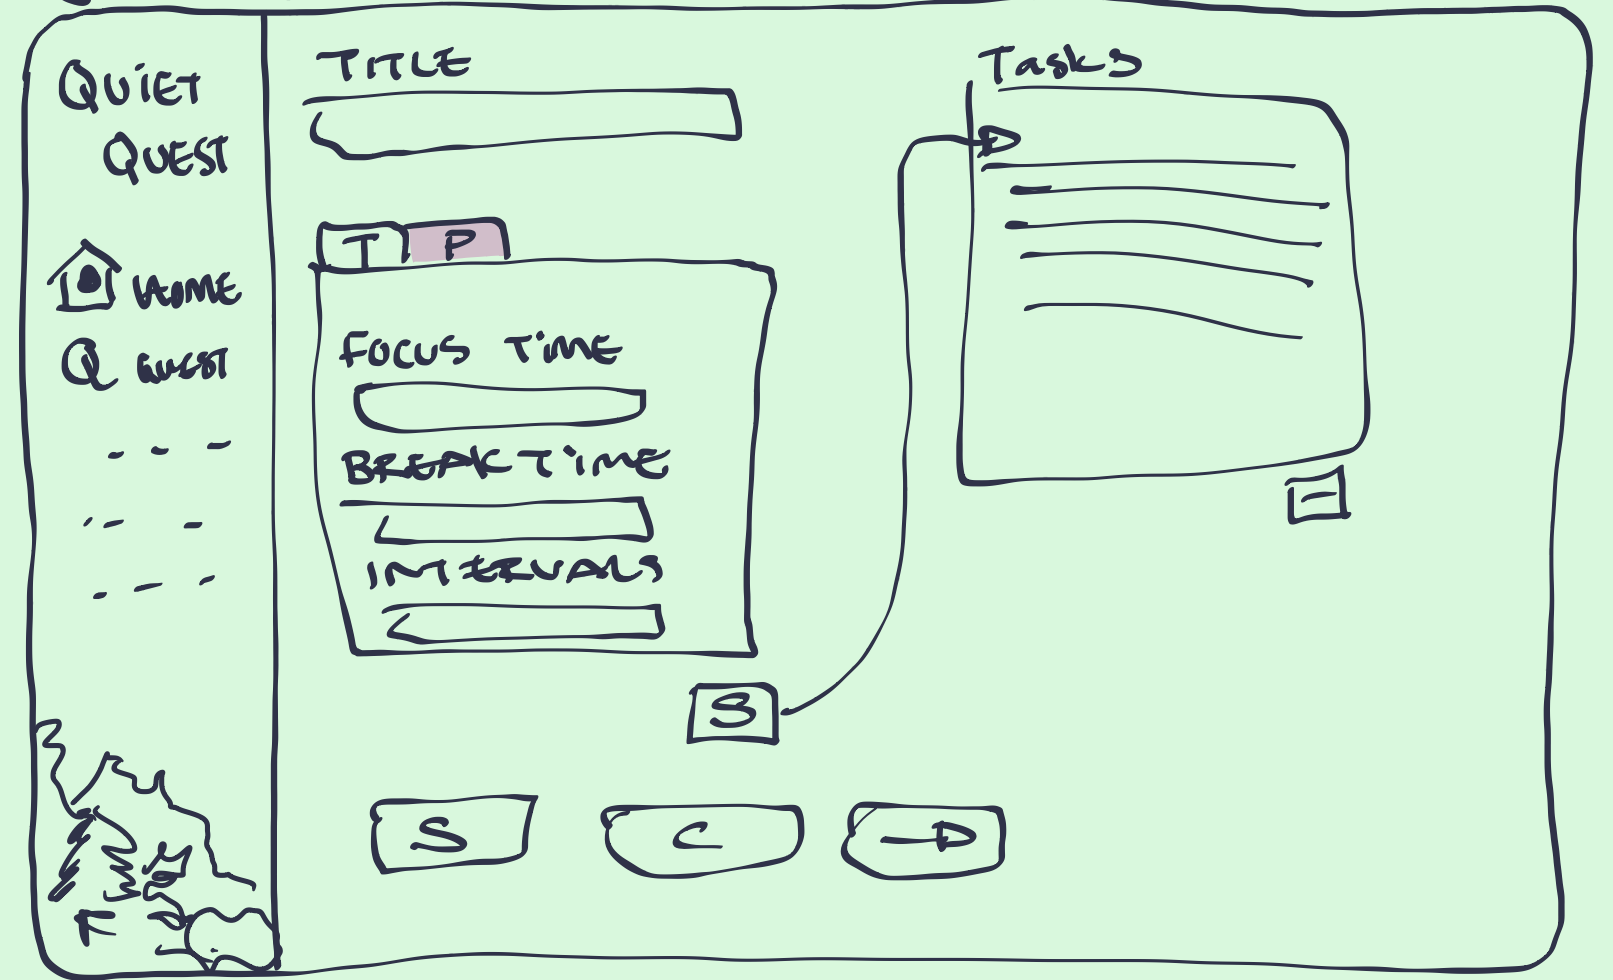 QUIET
QUEST
HOME
Q QUEST
TITLE
T P
FOCUS TIME
BREAK TIME
INTERVALS
S
S C
Tasks